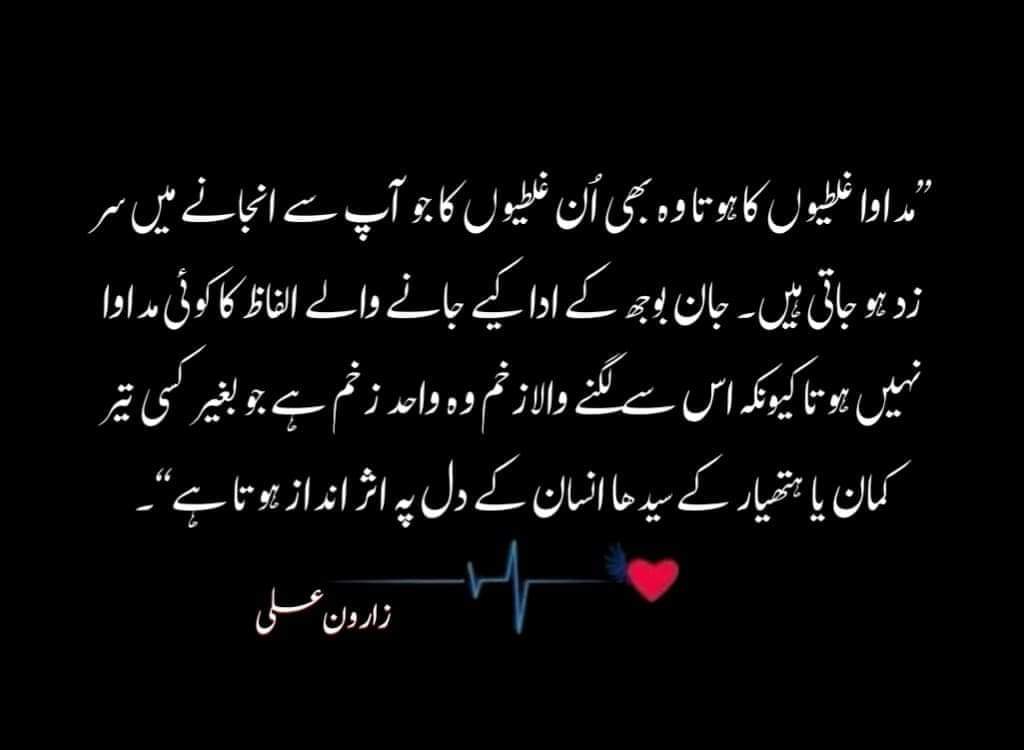 ”مداوا غلطیوں کا ہوتا وہ بھی اُن غلطیوں کا جو آپ سے انجانے میں سر
زد ہو جاتی ہیں۔ جان بوجھ کے ادا کیے جانے والے الفاظ کا کوئی مداوا
نہیں ہوتا کیونکہ اس سے لگنے والا زخم وہ واحد زخم ہے جو بغیر کسی تیر
کمان یا ہتھیار کے سیدھا انسان کے دل پہ اثر انداز ہوتا ہے“۔
زارون علی